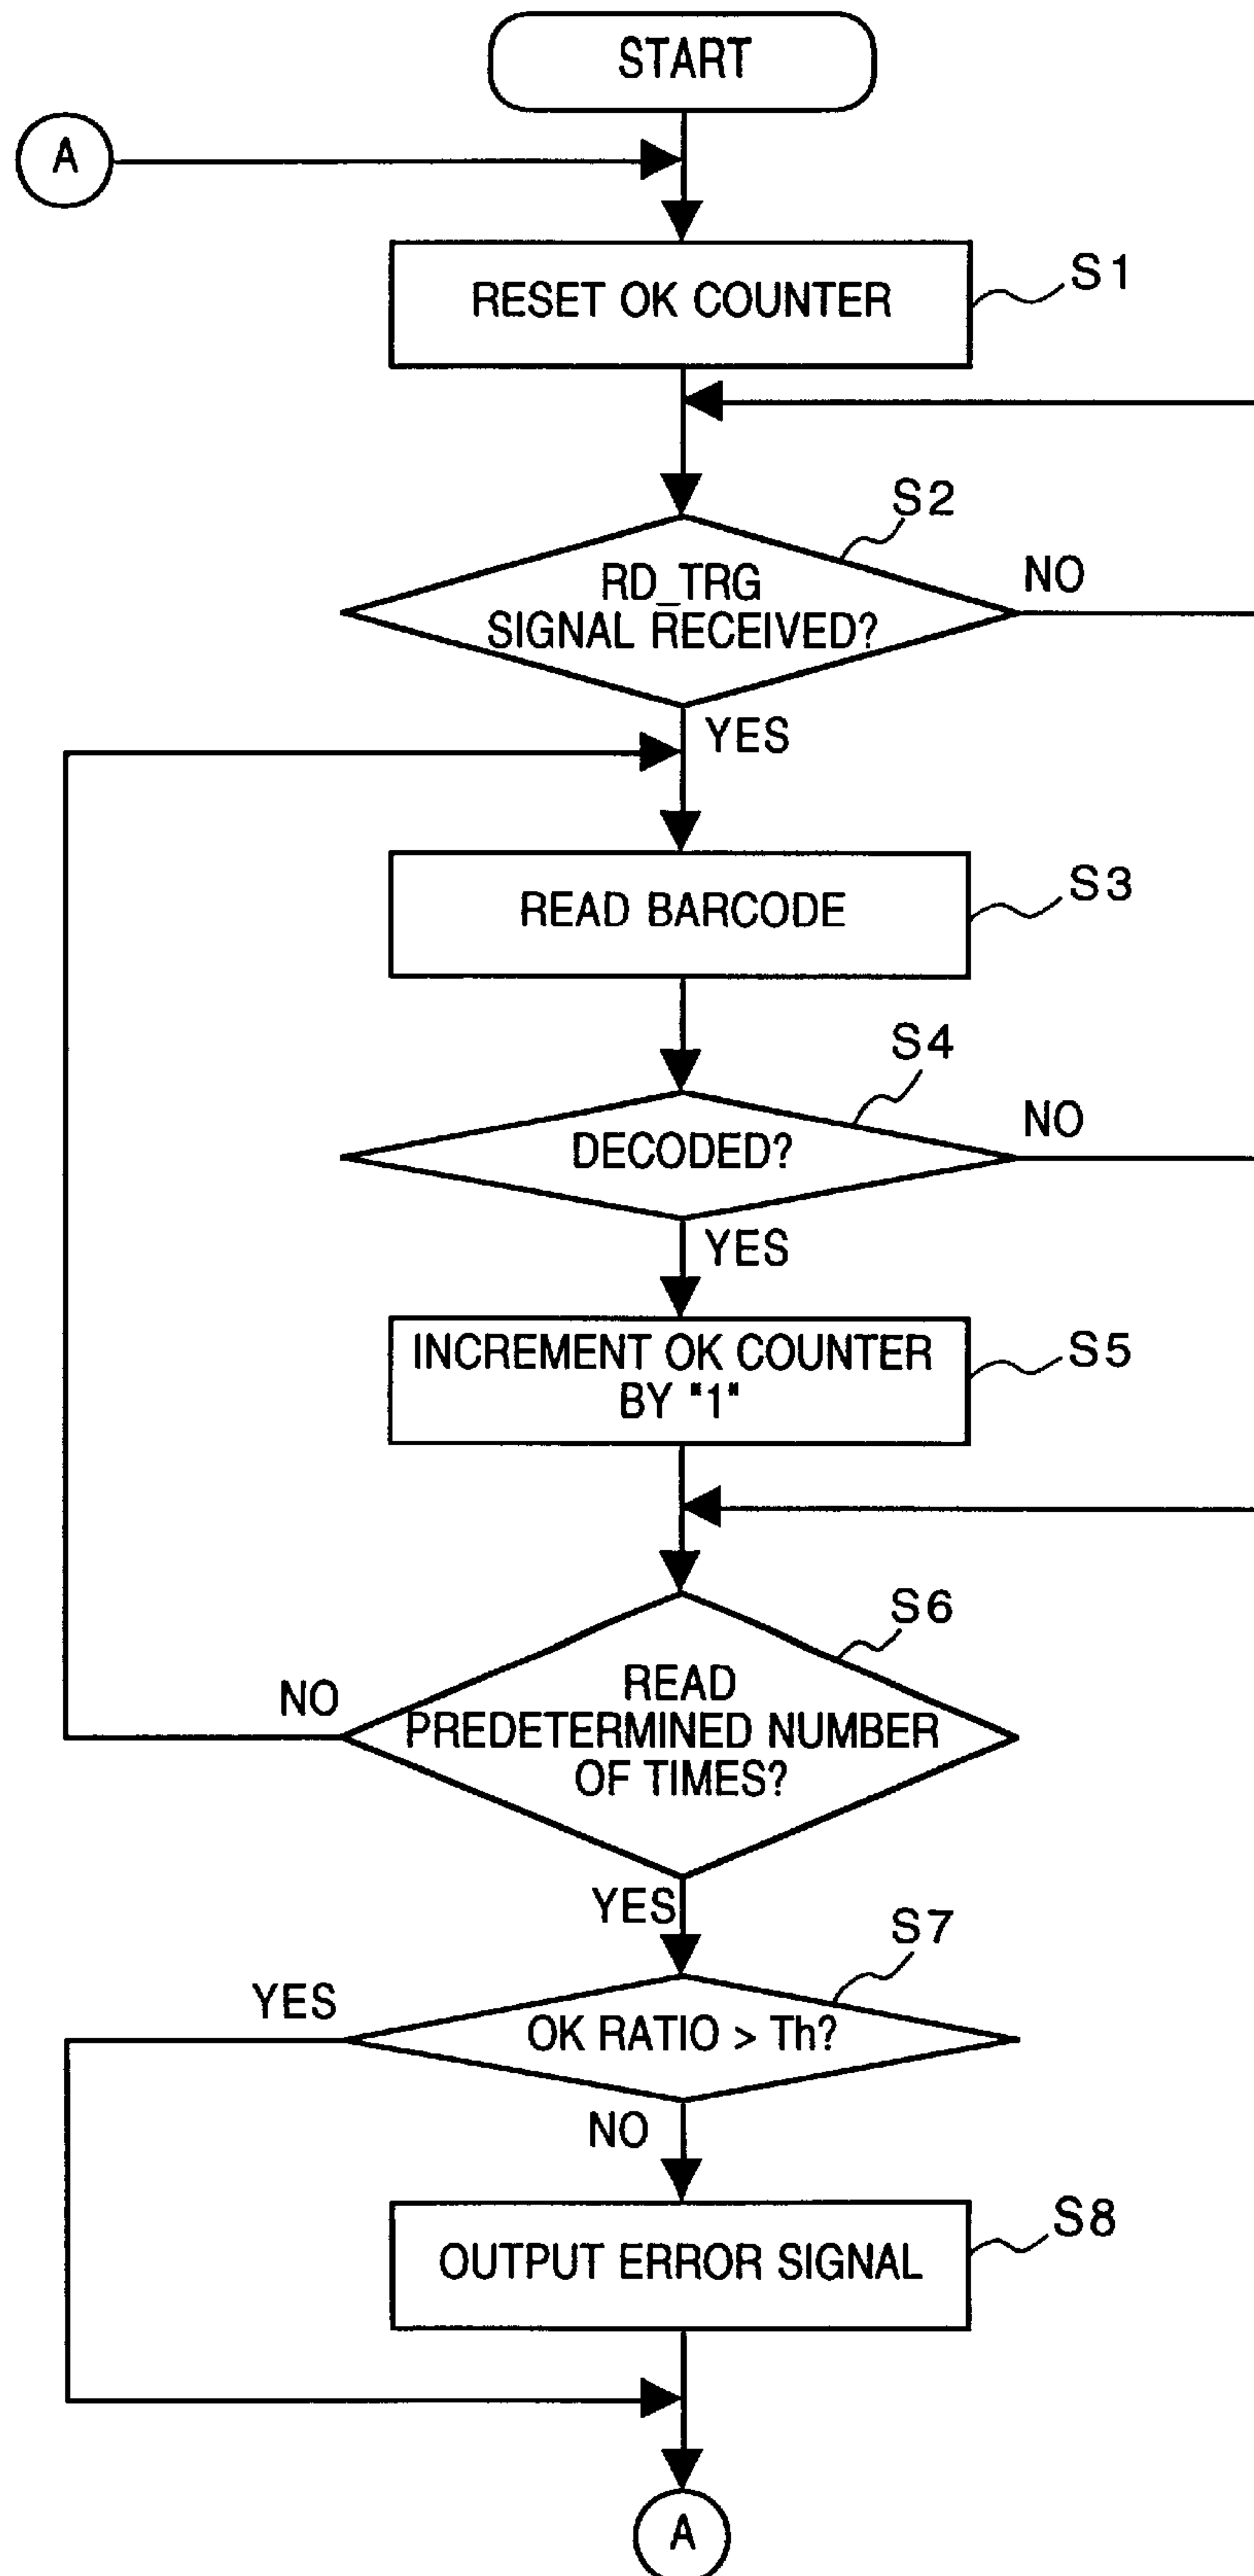 START
A
RESET OK COUNTER
S1
S2
RD_TRG
SIGNAL RECEIVED?
NO
YES
READ BARCODE
S3
S4
DECODED?
NO
YES
INCREMENT OK COUNTER
BY "1"
S5
S6
READ
PREDETERMINED NUMBER
OF TIMES?
NO
YES
S7
OK RATIO > Th?
YES
NO
OUTPUT ERROR SIGNAL
S8
A